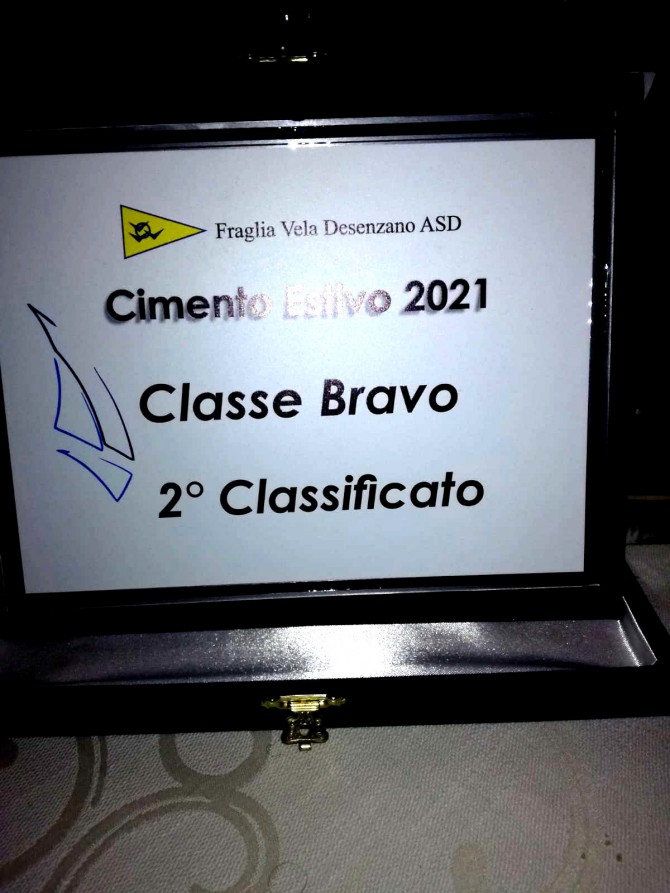 Fraglia Vela Desenzano ASD
Cimento Estivo 2021
Classe Bravo
2° Classificato